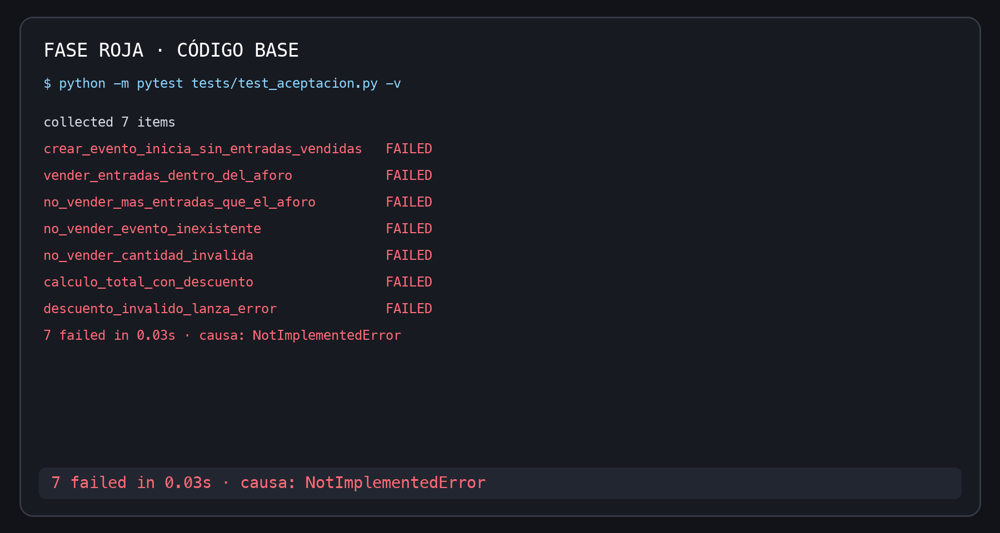 FASE ROJA · CÓDIGO BASE
$ python −m pytest tests/test_aceptacion.py −v
collected 7 items
crear_evento_inicia_sin_entradas_vendidas   FAILED
vender_entradas_dentro_del_aforo            FAILED
no_vender_mas_entradas_que_el_aforo         FAILED
no_vender_evento_inexistente                FAILED
no_vender_cantidad_invalida                 FAILED
calculo_total_con_descuento                 FAILED
descuento_invalido_lanza_error              FAILED
7 failed in 0.03s · causa: NotImplementedError
7 failed in 0.03s · causa: NotImplementedError